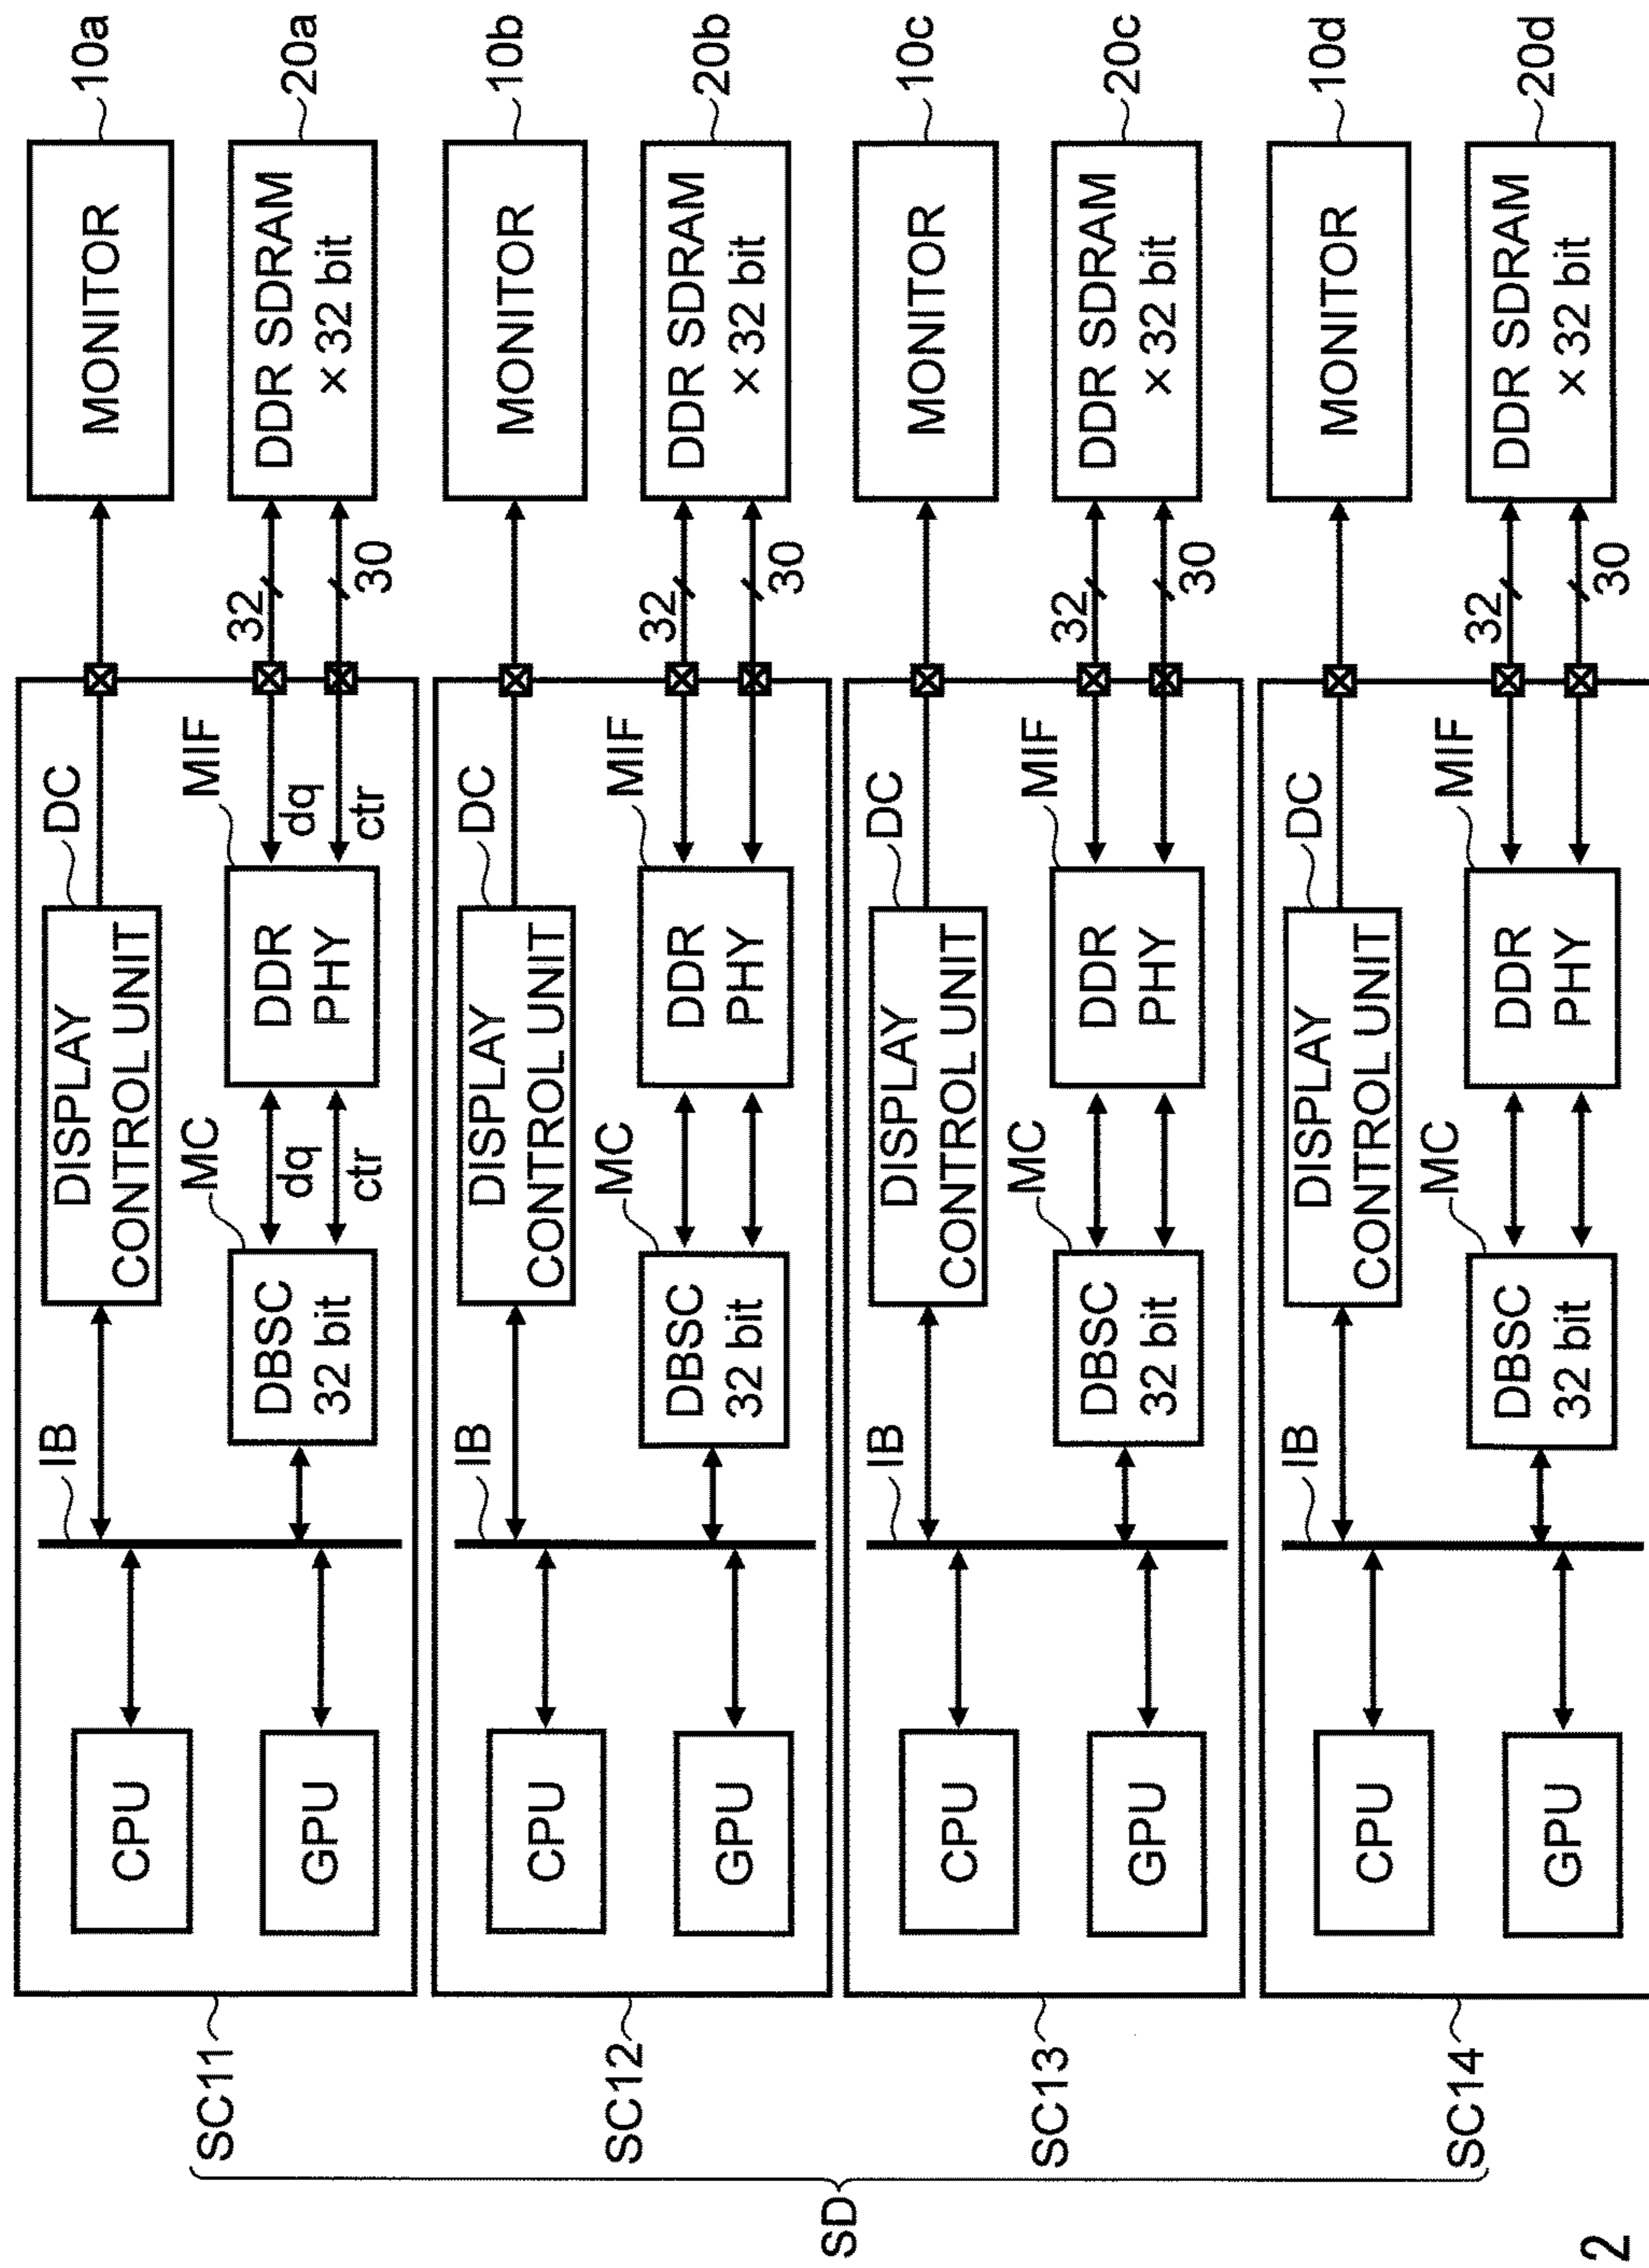 SD
SC11
CPU
GPU
IB
DISPLAY
CONTROL UNIT
DC
MC
DBSC
32 bit
dq
ctr
DDR
PHY
MIF
dq
ctr
32
30
MONITOR
10a
DDR SDRAM
×32 bit
20a
SC12
CPU
GPU
IB
DISPLAY
CONTROL UNIT
DC
MC
DBSC
32 bit
DDR
PHY
MIF
32
30
MONITOR
10b
DDR SDRAM
×32 bit
20b
SC13
CPU
GPU
IB
DISPLAY
CONTROL UNIT
DC
MC
DBSC
32 bit
DDR
PHY
MIF
32
30
MONITOR
10c
DDR SDRAM
×32 bit
20c
SC14
CPU
GPU
IB
DISPLAY
CONTROL UNIT
DC
MC
DBSC
32 bit
DDR
PHY
MIF
32
30
MONITOR
10d
DDR SDRAM
×32 bit
20d
2